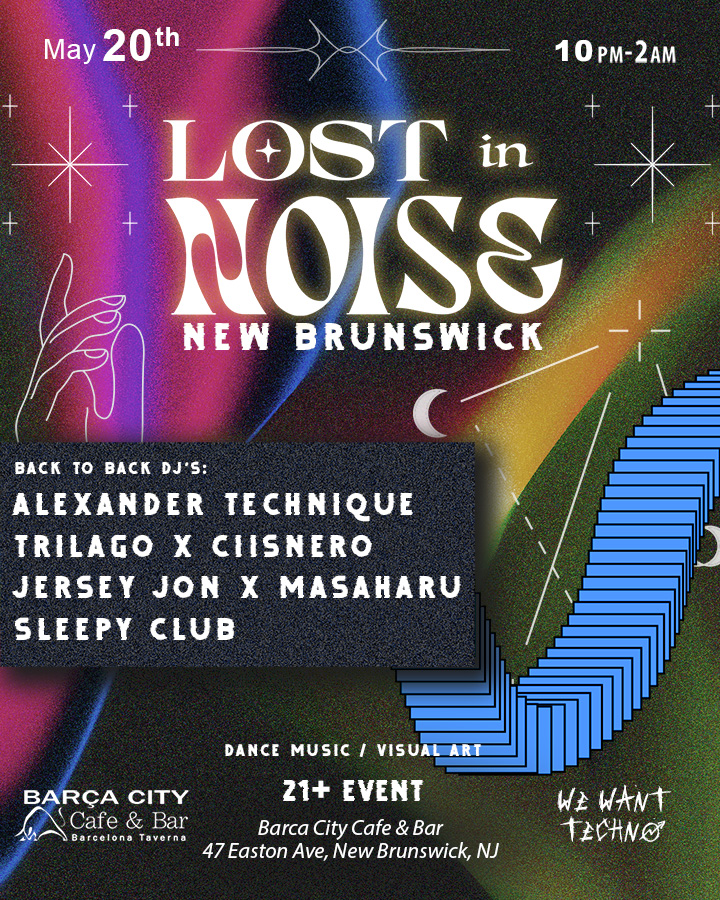 May 20th
10 PM-2AM
LOST in
NOISE
NEW BRUNSWICK
BACK TO BACK DJ'S:
ALEXANDER TECHNIQUE
TRILAGO X CIISNERO
JERSEY JON X MASAHARU
SLEEPY CLUB
DANCE MUSIC / VISUAL ART
21+ EVENT
Barca City Cafe & Bar
47 Easton Ave, New Brunswick, NJ
BARÇA CITY
Cafe & Bar
Barcelona Taverna
WE WANT
TECHNO